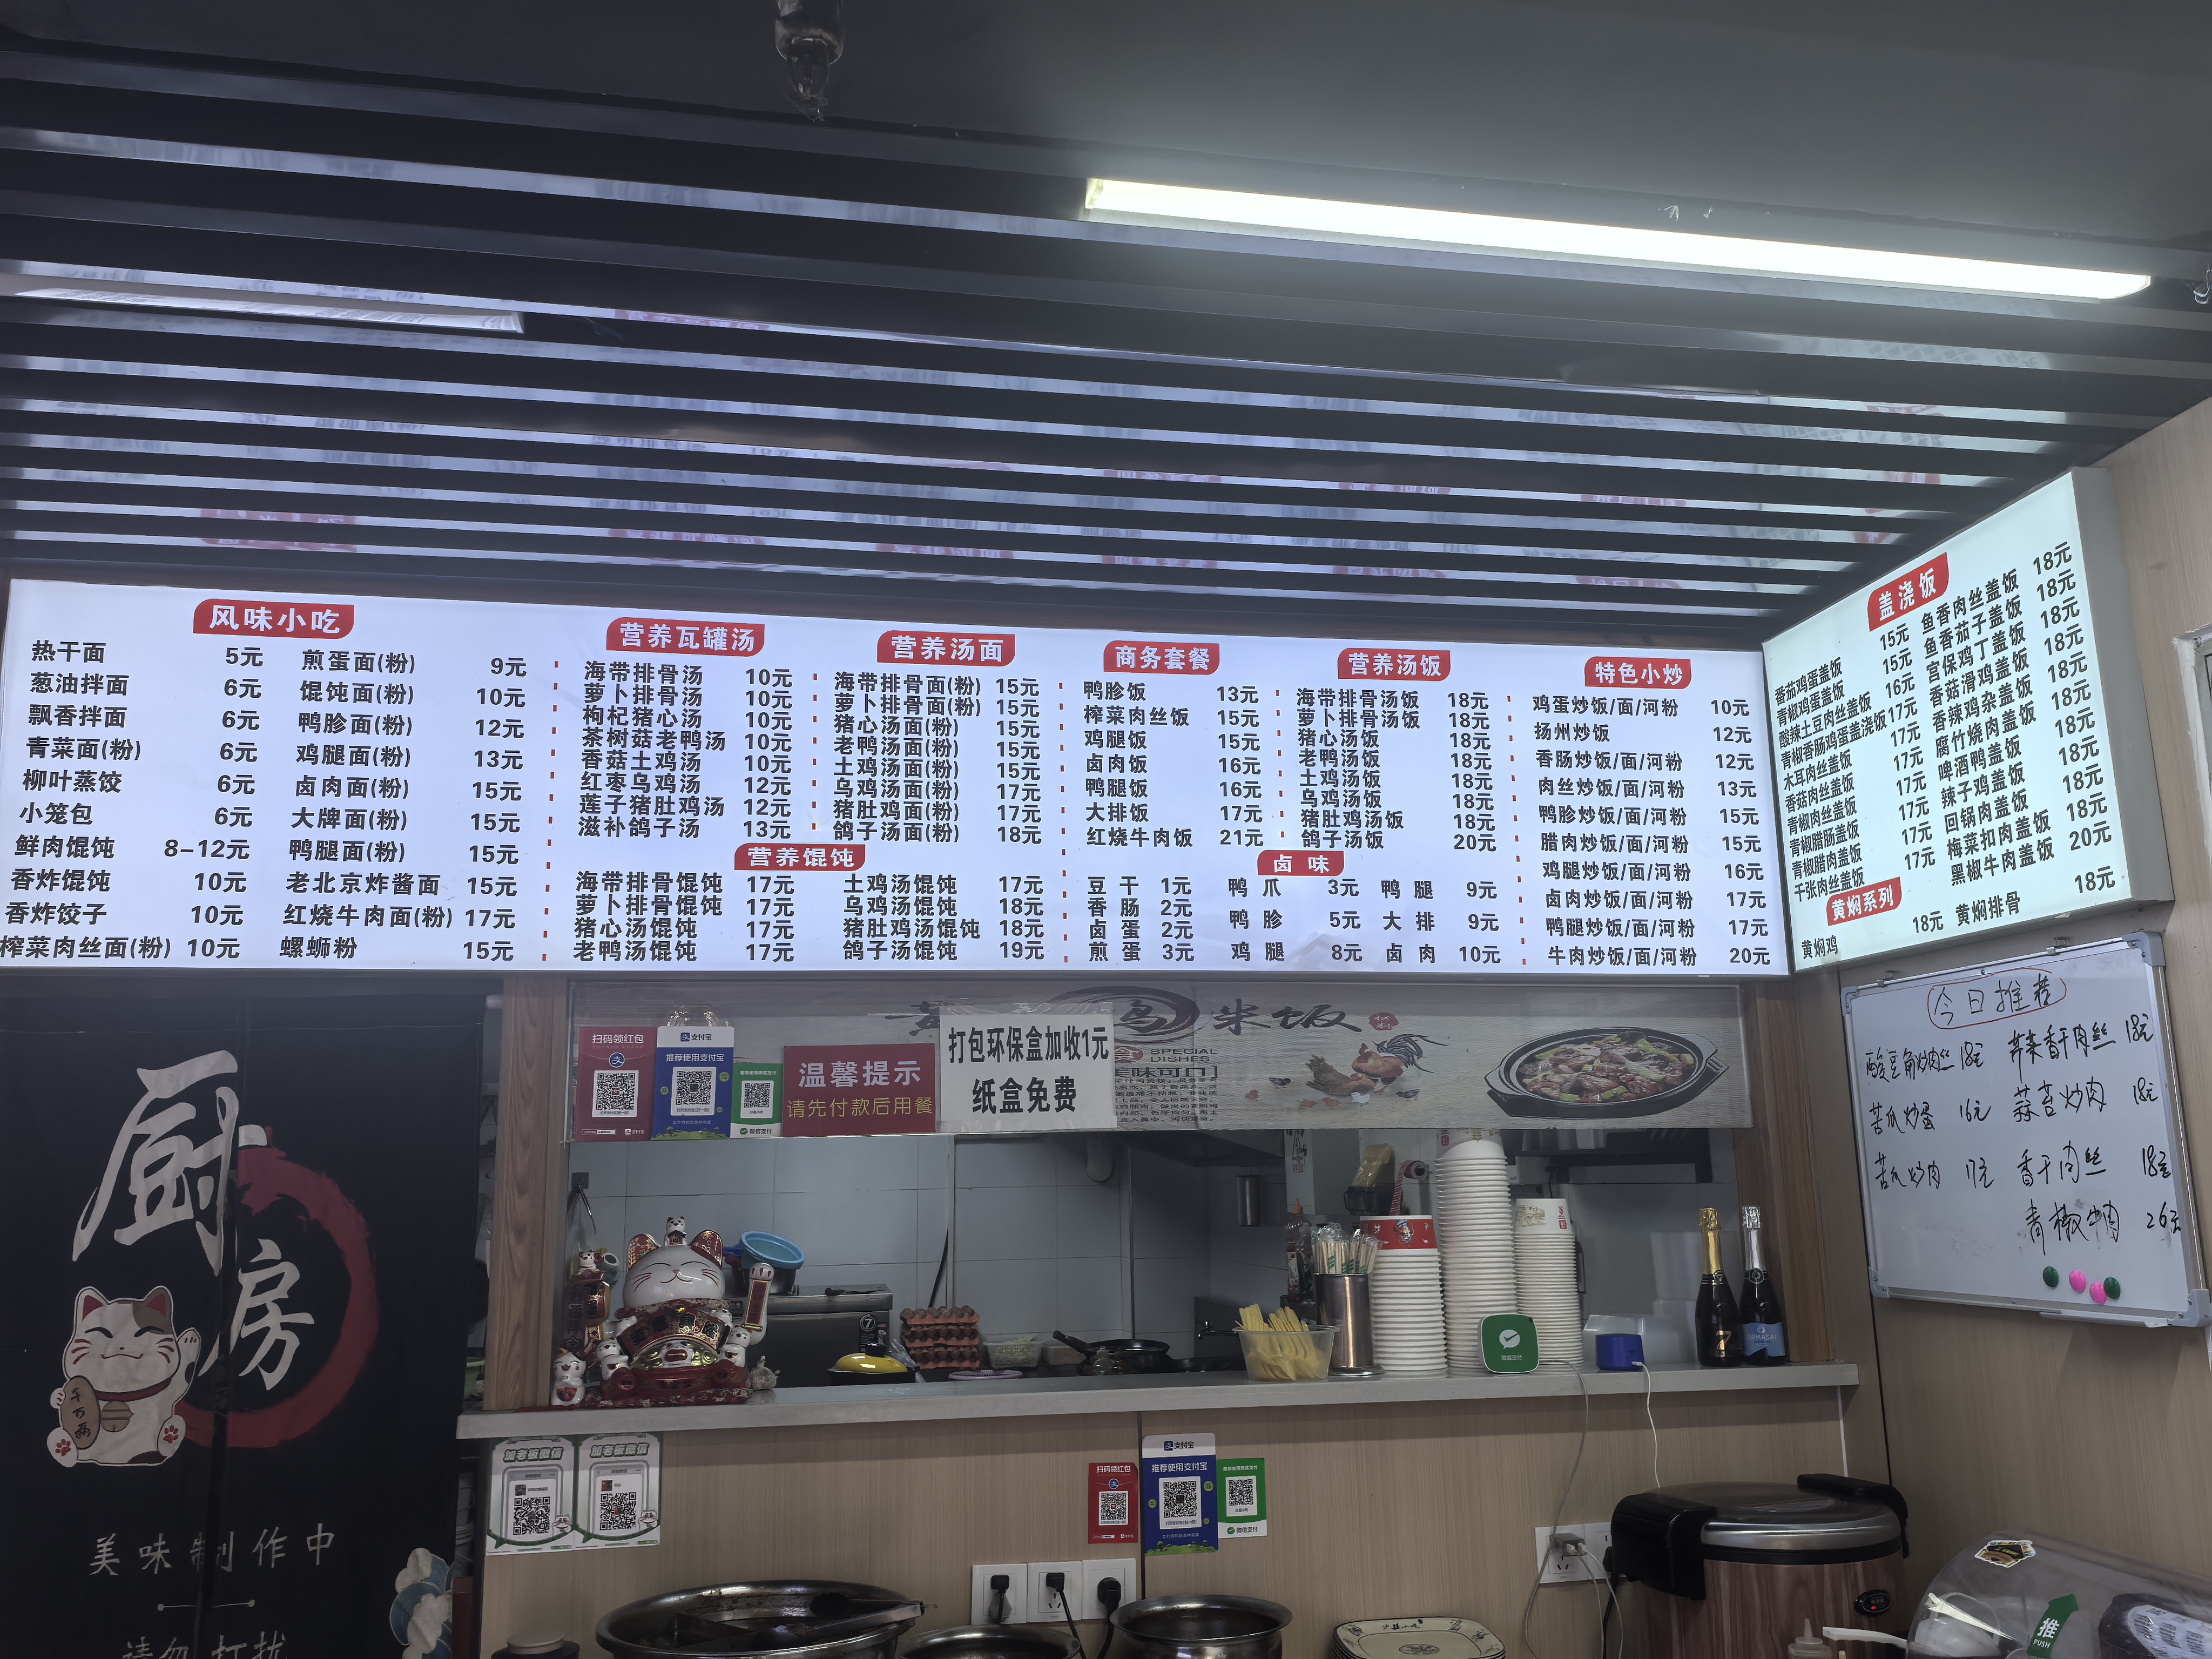 风味小吃
热干面 5元 煎蛋面(粉) 9元
葱油拌面 6元 馄饨面(粉) 10元
飘香拌面 6元 鸭胗面(粉) 12元
青菜面(粉) 6元 鸡腿面(粉) 13元
柳叶蒸饺 6元 卤肉面(粉) 15元
小笼包 6元 大牌面(粉) 15元
鲜肉馄饨 8-12元 鸭腿面(粉) 15元
香炸馄饨 10元 老北京炸酱面 15元
香炸饺子 10元 红烧牛肉面(粉) 17元
榨菜肉丝面(粉) 10元 螺蛳粉 15元
营养瓦罐汤
海带排骨汤 10元
萝卜排骨汤 10元
枸杞猪心汤 10元
茶树菇老鸭汤 10元
香菇土鸡汤 10元
红枣乌鸡汤 12元
莲子猪肚鸡汤 12元
滋补鸽子汤 13元
营养汤面
海带排骨面(粉) 15元
萝卜排骨面(粉) 15元
猪心汤面(粉) 15元
老鸭汤面(粉) 15元
土鸡汤面(粉) 15元
乌鸡汤面(粉) 17元
猪肚鸡面(粉) 17元
鸽子汤面(粉) 18元
营养馄饨
海带排骨馄饨 17元 土鸡汤馄饨 17元
萝卜排骨馄饨 17元 乌鸡汤馄饨 18元
猪心汤馄饨 17元 猪肚鸡汤馄饨 18元
老鸭汤馄饨 17元 鸽子汤馄饨 19元
商务套餐
鸭胗饭 13元
榨菜肉丝饭 15元
鸡腿饭 15元
卤肉饭 16元
鸭腿饭 16元
大排饭 17元
红烧牛肉饭 21元
营养汤饭
海带排骨汤饭 18元
萝卜排骨汤饭 18元
猪心汤饭 18元
老鸭汤饭 18元
土鸡汤饭 18元
乌鸡汤饭 18元
猪肚鸡汤饭 18元
鸽子汤饭 20元
卤味
豆干 1元 鸭爪 3元 鸭腿 9元
香肠 2元
卤蛋 2元 鸭胗 5元 大排 9元
煎蛋 3元 鸡腿 8元 卤肉 10元
特色小炒
鸡蛋炒饭/面/河粉 10元
扬州炒饭 12元
香肠炒饭/面/河粉 12元
肉丝炒饭/面/河粉 13元
鸭胗炒饭/面/河粉 15元
腊肉炒饭/面/河粉 15元
鸡腿炒饭/面/河粉 16元
卤肉炒饭/面/河粉 17元
鸭腿炒饭/面/河粉 17元
牛肉炒饭/面/河粉 20元
盖浇饭
番茄鸡蛋盖饭 15元 鱼香肉丝盖饭 18元
青椒鸡蛋盖饭 15元 鱼香茄子盖饭 18元
酸辣土豆肉丝盖饭 16元 宫保鸡丁盖饭 18元
青椒香肠鸡蛋盖浇饭 17元 香菇滑鸡盖饭 18元
木耳肉丝盖饭 17元 香辣鸡杂盖饭 18元
香菇肉丝盖饭 17元 腐竹烧肉盖饭 18元
青椒肉丝盖饭 17元 啤酒鸭盖饭 18元
青椒腊肠盖饭 17元 辣子鸡盖饭 18元
青椒腊肉盖饭 17元 回锅肉盖饭 18元
千张肉丝盖饭 17元 梅菜扣肉盖饭 18元
黑椒牛肉盖饭 20元
黄焖系列
黄焖鸡 18元 黄焖排骨 18元
今日推荐
酸豆角炒肉丝 18元 芹菜香干肉丝 18元
苦瓜炒蛋 16元 蒜苔炒肉 18元
苦瓜炒肉 17元 香干肉丝 18元
青椒牛肉 26元
扫码领红包
支付宝
推荐使用支付宝
微信支付
温馨提示
请先付款后用餐
打包环保盒加收1元
纸盒免费
米饭
SPECIAL
DISHES
美味可口
厨房
千万两
美味制作中
请勿打扰
加老板微信
加老板微信
微信支付
7
扫码领红包
支付宝
推荐使用支付宝
微信支付
推
PUSH